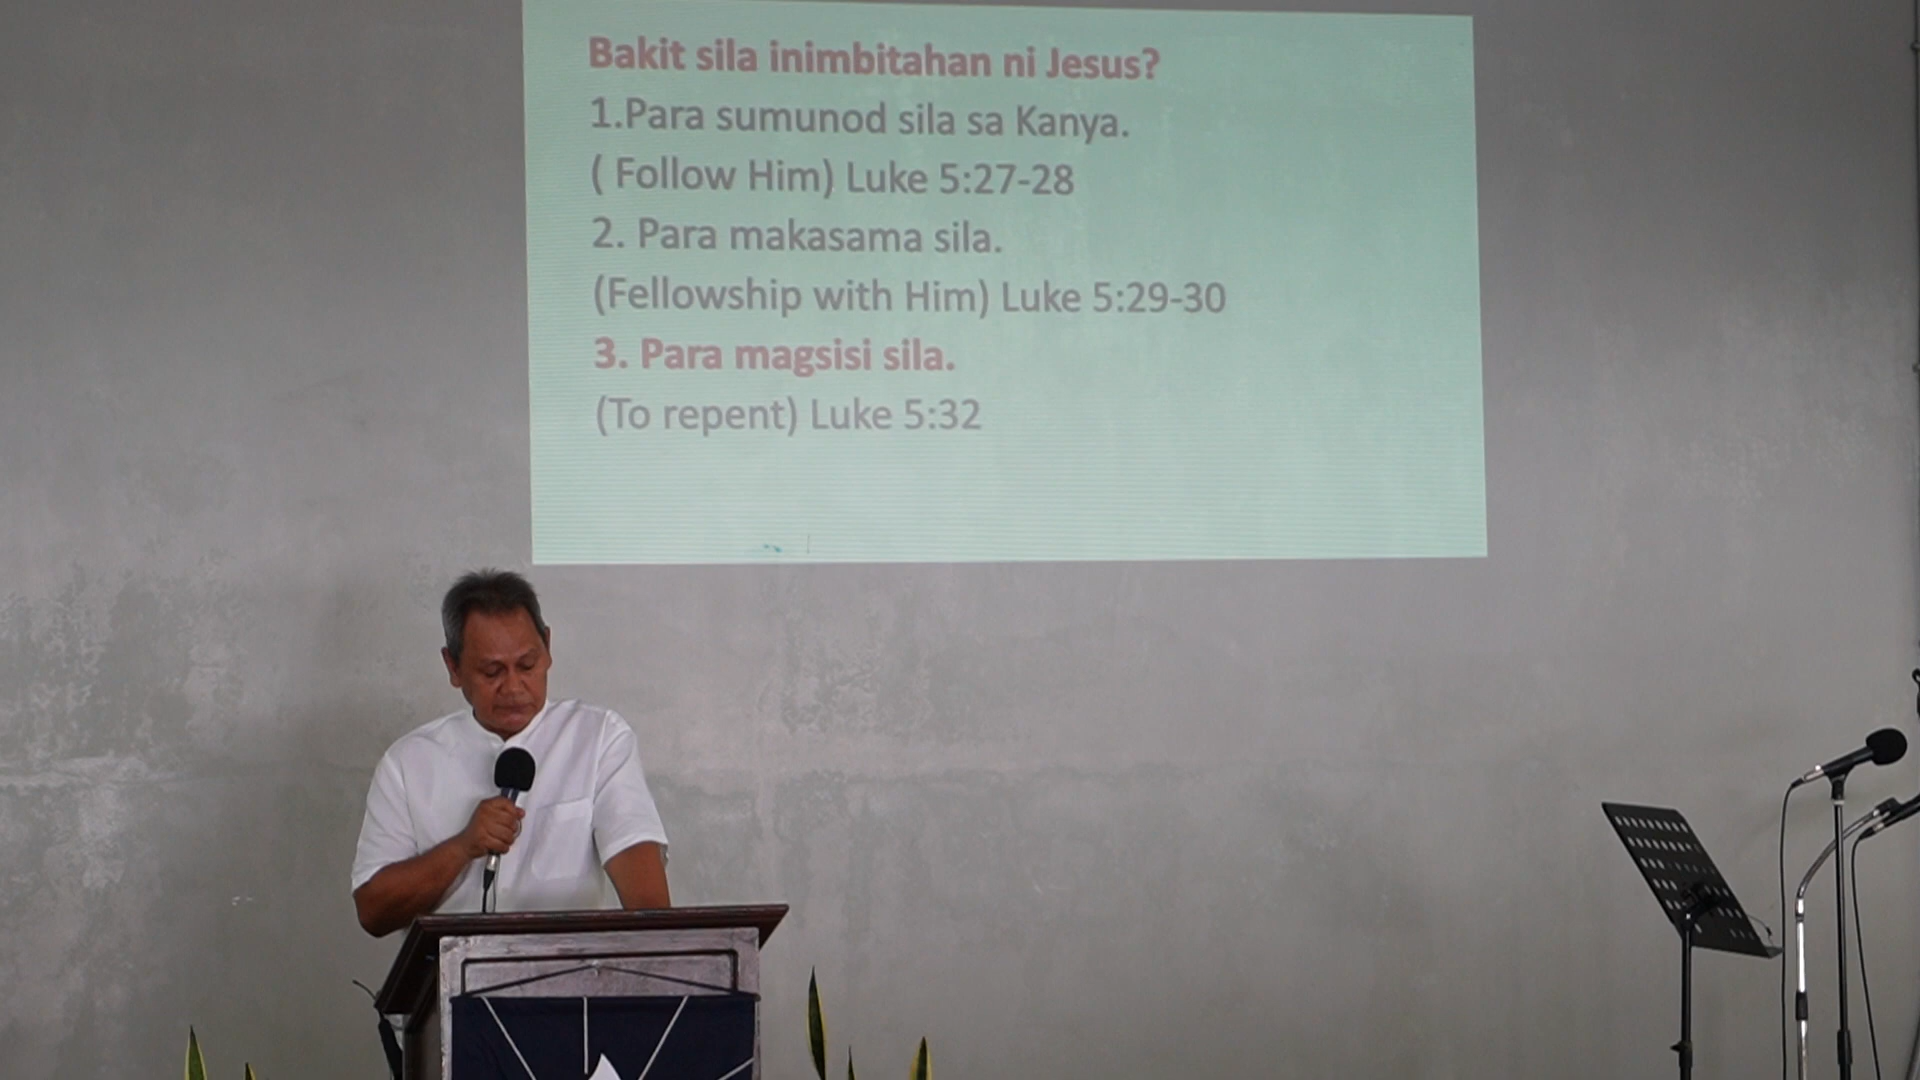 Bakit sila inimbitahan ni Jesus?
1.Para sumunod sila sa Kanya.
( Follow Him) Luke 5:27-28
2. Para makasama sila.
(Fellowship with Him) Luke 5:29-30
3. Para magsisi sila.
(To repent) Luke 5:32